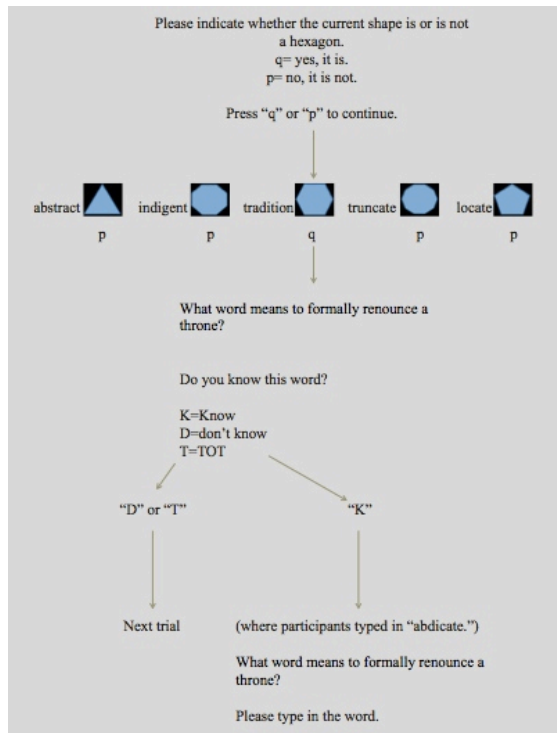 Please indicate whether the current shape is or is not
a hexagon.
q= yes, it is.
p= no, it is not.
Press “q” or “p” to continue.
abstract indigent tradition truncate locate
p p q p p
What word means to formally renounce a
throne?
Do you know this word?
K=Know
D=don’t know
T=TOT
“D” or “T” “K”
Next trial (where participants typed in “abdicate.”)
What word means to formally renounce a
throne?
Please type in the word.